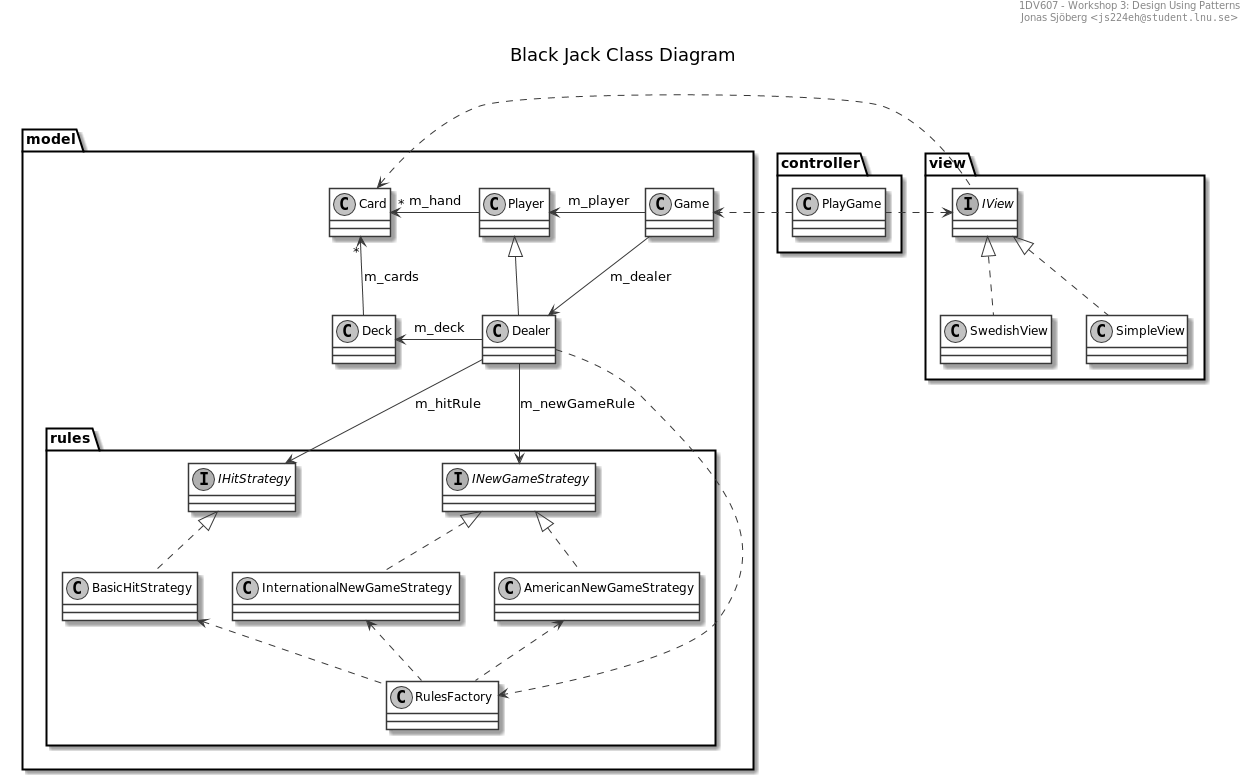 1DV607 - Workshop 3: Design Using Patterns
Jonas Sjöberg <js224eh@student.lnu.se>
Black Jack Class Diagram
model
controller
view
C Card
* m_hand
C Player
m_player
C Game
C PlayGame
I IView
*
m_cards
m_dealer
C Deck
m_deck
C Dealer
C SwedishView
C SimpleView
m_hitRule
m_newGameRule
rules
I IHitStrategy
I INewGameStrategy
C BasicHitStrategy
C InternationalNewGameStrategy
C AmericanNewGameStrategy
C RulesFactory